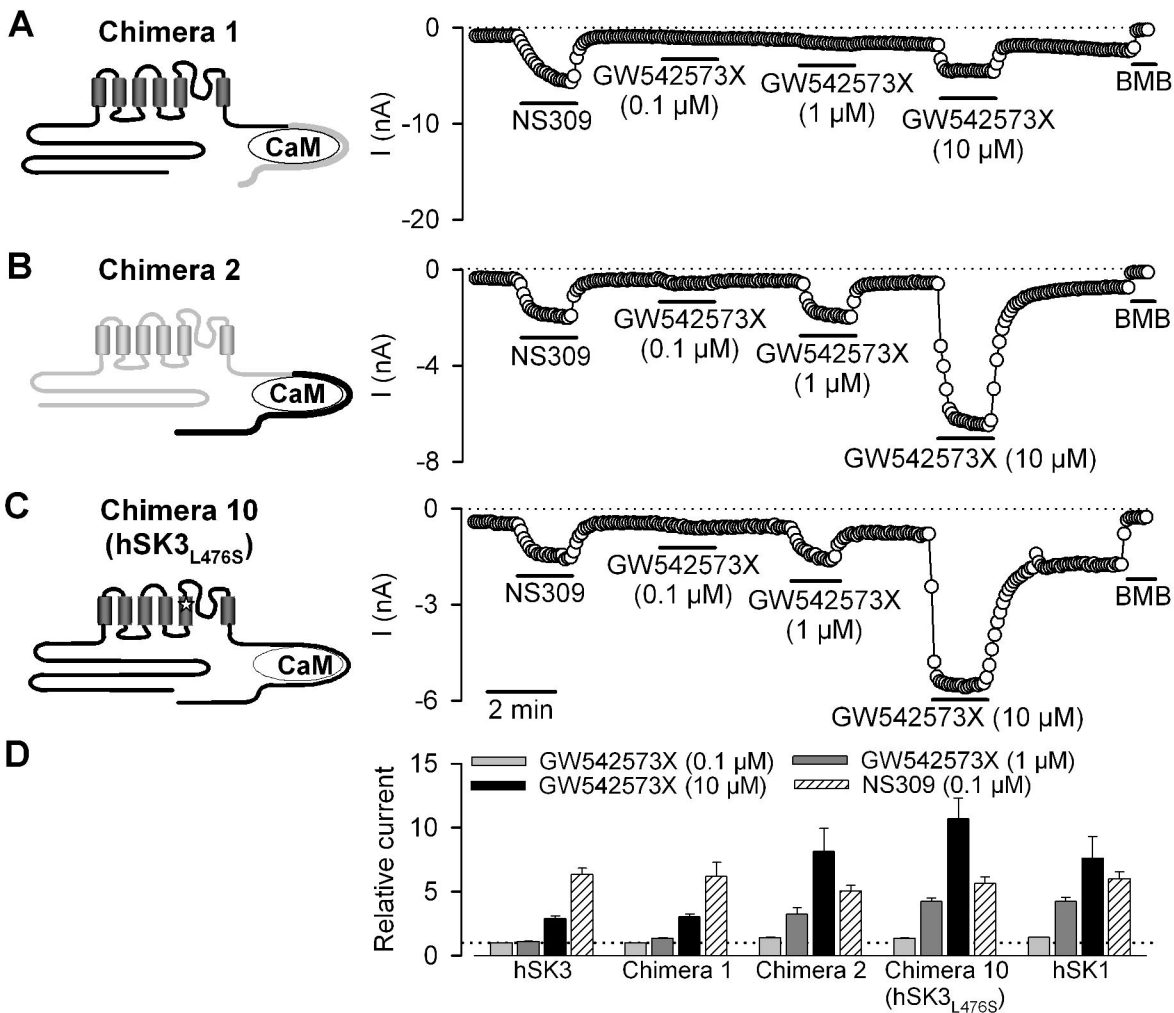 A
Chimera 1
CaM
I (nA)
0
-10
-20
NS309
GW542573X
(0.1 µM)
GW542573X
(1 µM)
GW542573X
(10 µM)
BMB
B
Chimera 2
CaM
I (nA)
0
-4
-8
NS309
GW542573X
(0.1 µM)
GW542573X
(1 µM)
GW542573X (10 µM)
BMB
C
Chimera 10
(hSK3L476S)
CaM
I (nA)
0
-3
-6
NS309
GW542573X
(0.1 µM)
GW542573X
(1 µM)
GW542573X (10 µM)
BMB
2 min
D
Relative current
15
10
5
0
GW542573X (0.1 µM)
GW542573X (1 µM)
GW542573X (10 µM)
NS309 (0.1 µM)
hSK3
Chimera 1
Chimera 2
Chimera 10
(hSK3L476S)
hSK1